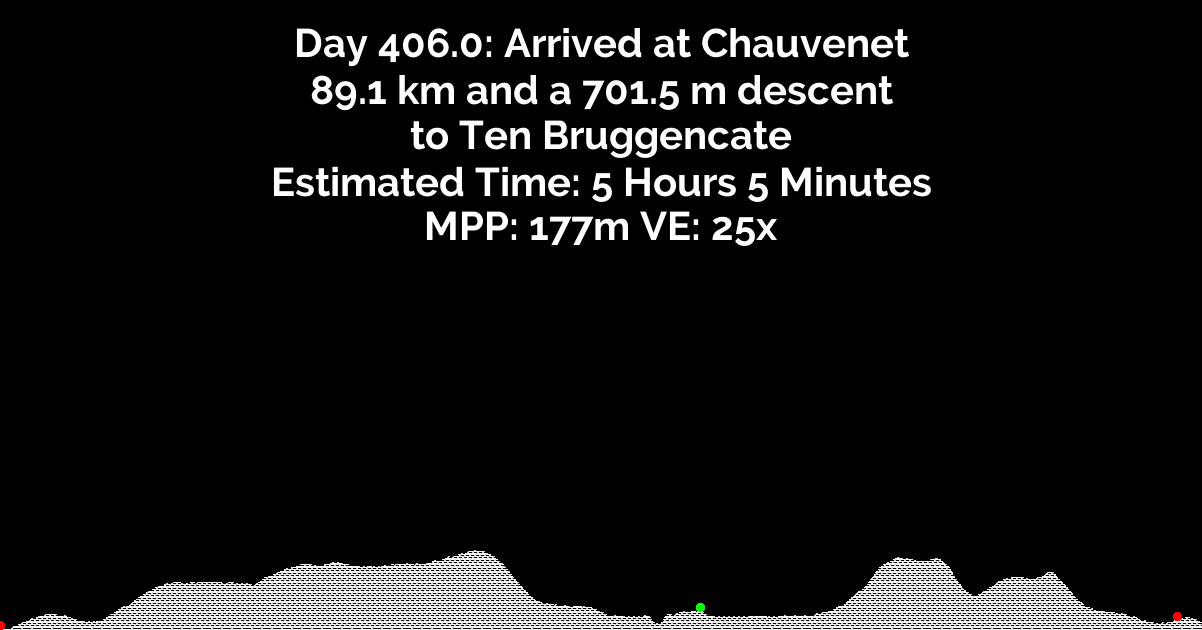 Day 406.0: Arrived at Chauvenet
89.1 km and a 701.5 m descent
to Ten Bruggencate
Estimated Time: 5 Hours 5 Minutes
MPP: 177m VE: 25x